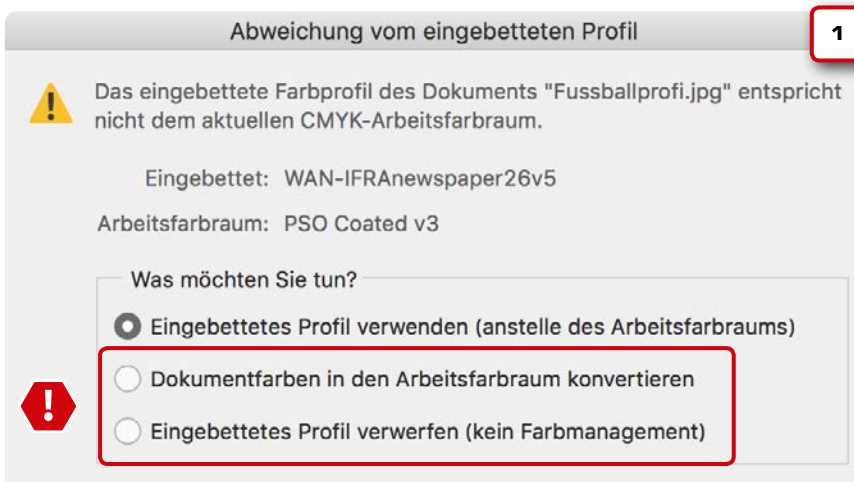 Abweichung vom eingebetteten Profil
1
!
Das eingebettete Farbprofil des Dokuments "Fussballprofi.jpg" entspricht
nicht dem aktuellen CMYK-Arbeitsfarbraum.
Eingebettet: WAN-IFRAnewspaper26v5
Arbeitsfarbraum: PSO Coated v3
Was möchten Sie tun?
Eingebettetes Profil verwenden (anstelle des Arbeitsfarbraums)
Dokumentfarben in den Arbeitsfarbraum konvertieren
!
Eingebettetes Profil verwerfen (kein Farbmanagement)